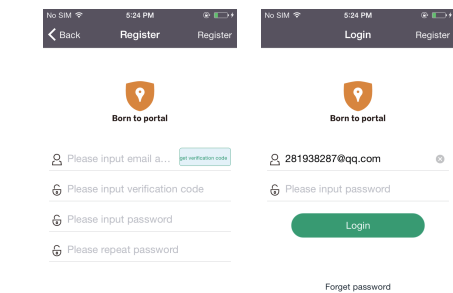 No SIM 5:24 PM
Back Register Register
Born to portal
Please input email a... get verification code
Please input verification code
Please input password
Please repeat password
No SIM 5:24 PM
Login Register
Born to portal
281938287@qq.com
Please input password
Login
Forget password